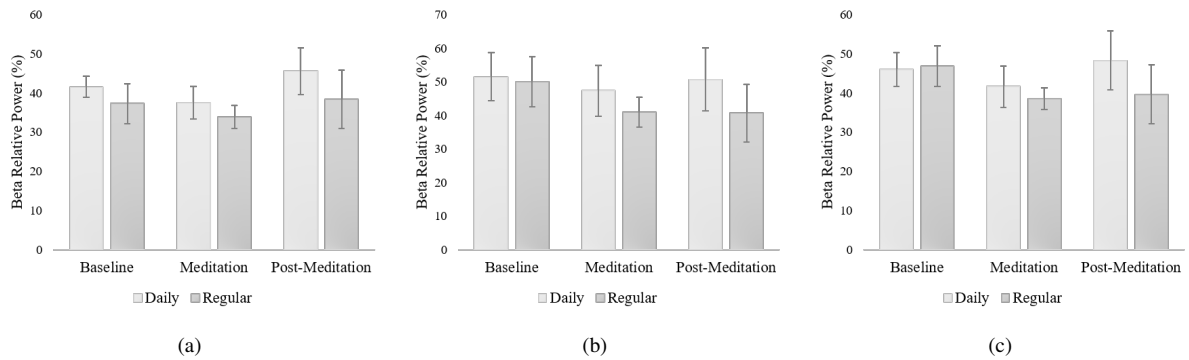 Beta Relative Power (%)
60
50
40
30
20
10
0
Baseline Meditation Post-Meditation
Daily Regular
(a)
Beta Relative Power (%)
70
60
50
40
30
20
10
0
Baseline Meditation Post-Meditation
Daily Regular
(b)
Beta Relative Power (%)
60
50
40
30
20
10
0
Baseline Meditation Post-Meditation
Daily Regular
(c)